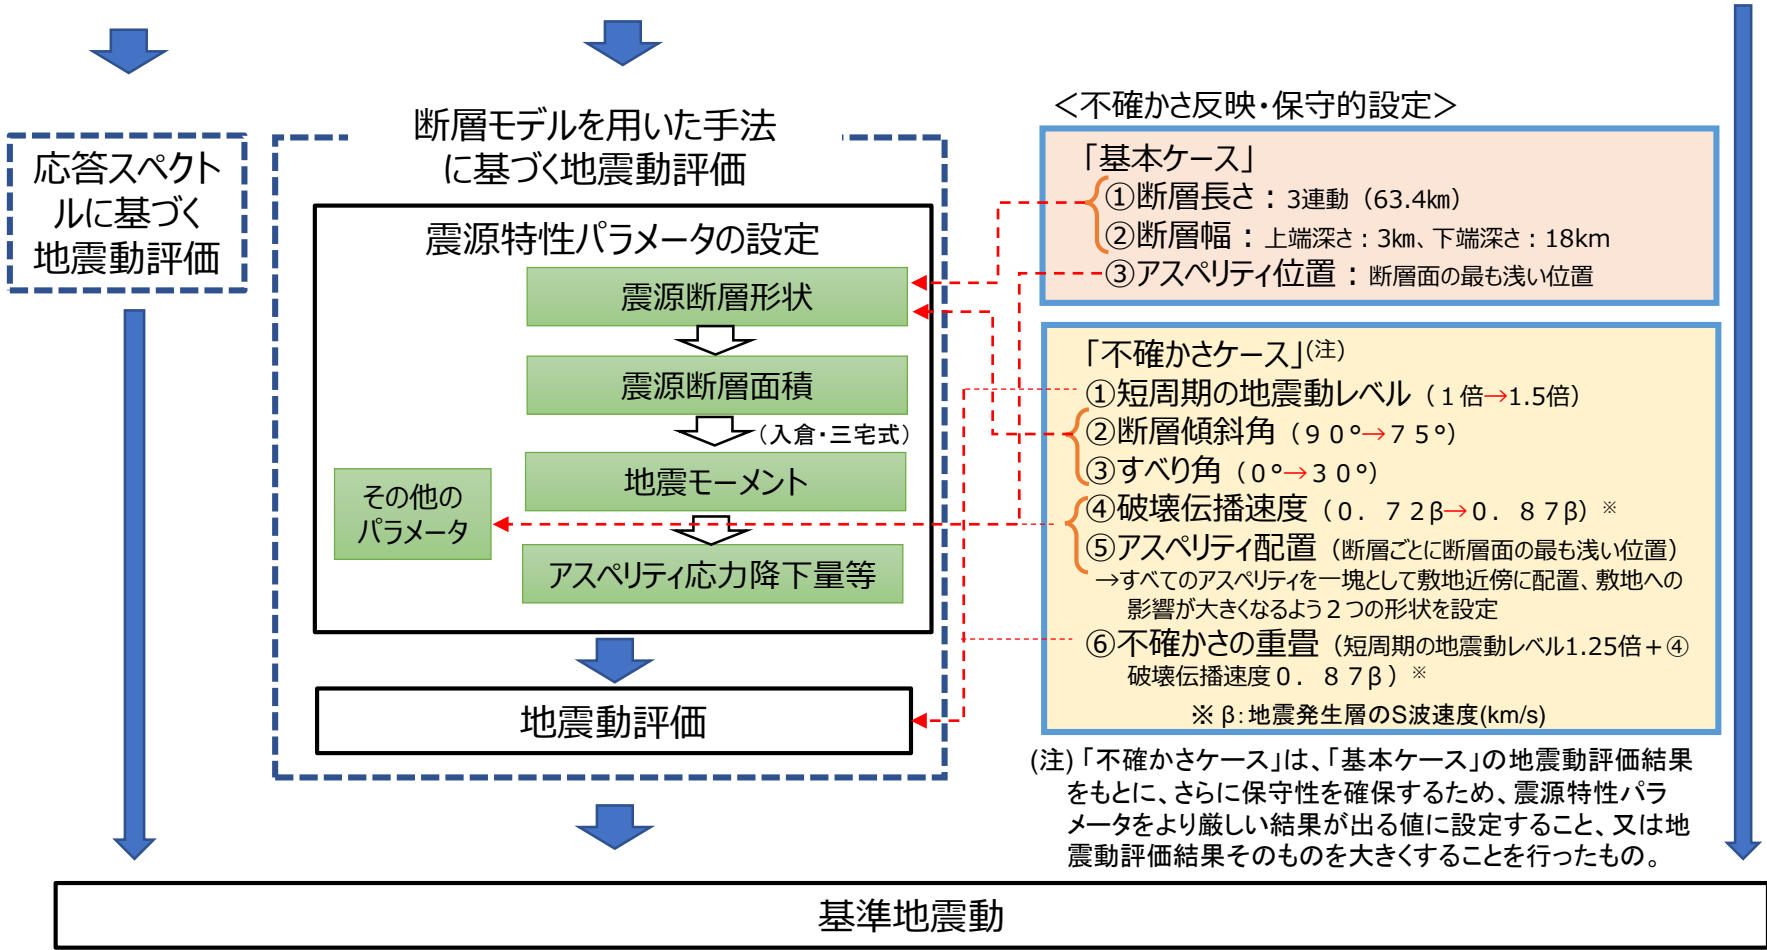 応答スペクト
ルに基づく
地震動評価
断層モデルを用いた手法
に基づく地震動評価
震源特性パラメータの設定
震源断層形状
震源断層面積
(入倉・三宅式)
地震モーメント
その他の
パラメータ
アスペリティ応力降下量等
地震動評価
＜不確かさ反映・保守的設定＞
「基本ケース」
①断層長さ：3連動（63.4㎞）
②断層幅：上端深さ：3㎞、下端深さ：18km
③アスペリティ位置：断層面の最も浅い位置
「不確かさケース」(注)
①短周期の地震動レベル（１倍→1.5倍）
②断層傾斜角（９０°→７５°）
③すべり角（０°→３０°）
④破壊伝播速度（０．７２β→０．８７β）※
⑤アスペリティ配置（断層ごとに断層面の最も浅い位置）
→すべてのアスペリティを一塊として敷地近傍に配置、敷地への
影響が大きくなるよう２つの形状を設定
⑥不確かさの重畳（短周期の地震動レベル1.25倍＋④
破壊伝播速度０．８７β）※
※ β：地震発生層のS波速度(km/s)
(注)「不確かさケース」は、「基本ケース」の地震動評価結果
をもとに、さらに保守性を確保するため、震源特性パラ
メータをより厳しい結果が出る値に設定すること、又は地
震動評価結果そのものを大きくすることを行ったもの。
基準地震動